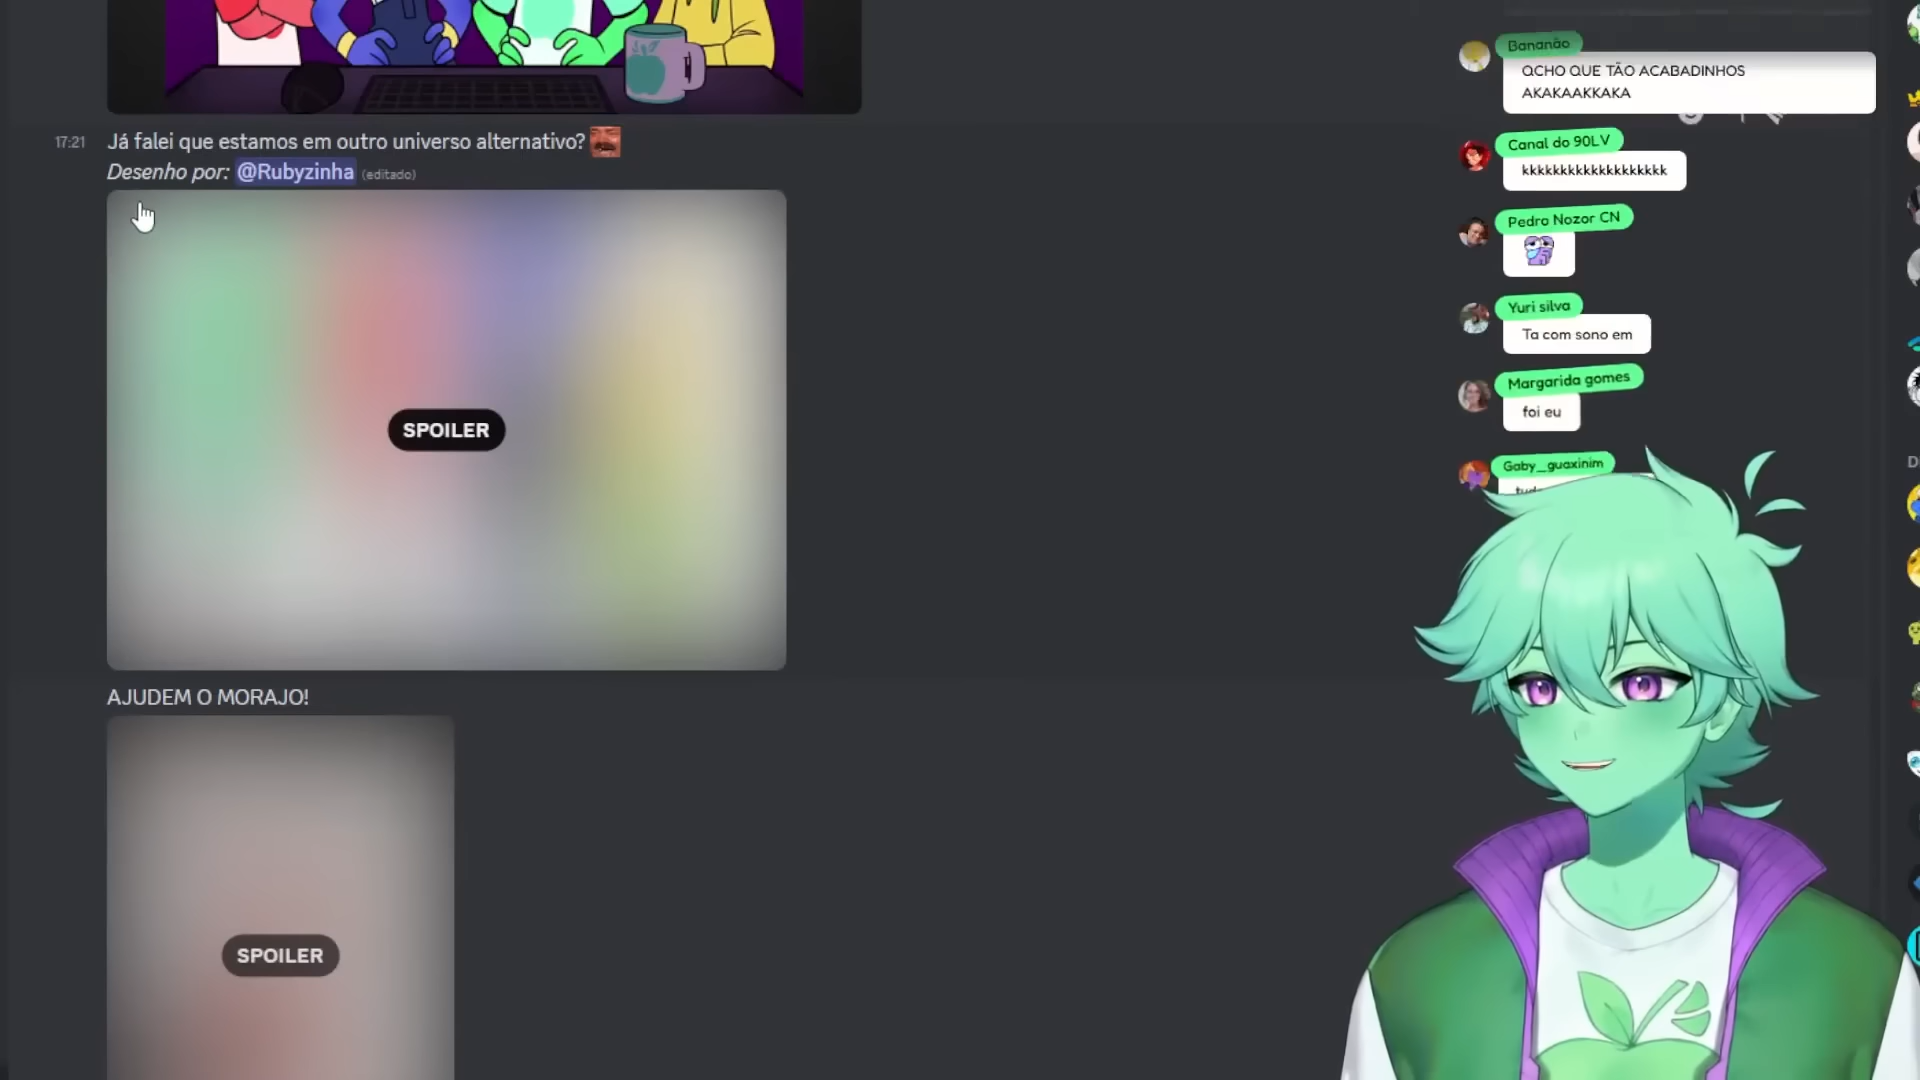 17:21 Já falei que estamos em outro universo alternativo?
Desenho por: @Rubyzinha (editado)
SPOILER
AJUDEM O MORAJO!
SPOILER
Bananão
QCHO QUE TÃO ACABADINHOS
AKAKAAKKAKA
Canal do 90LV
kkkkkkkkkkkkkkkkkkk
Pedro Nozor CN
Yuri silva
Ta com sono em
Margarida gomes
foi eu
Gaby_guaxinim